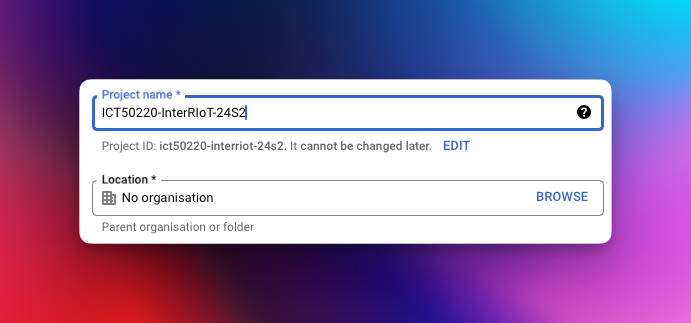 Project name *
ICT50220-InterRIoT-24S2
Project ID: ict50220-interriot-24s2. It cannot be changed later. EDIT
Location *
No organisation BROWSE
Parent organisation or folder